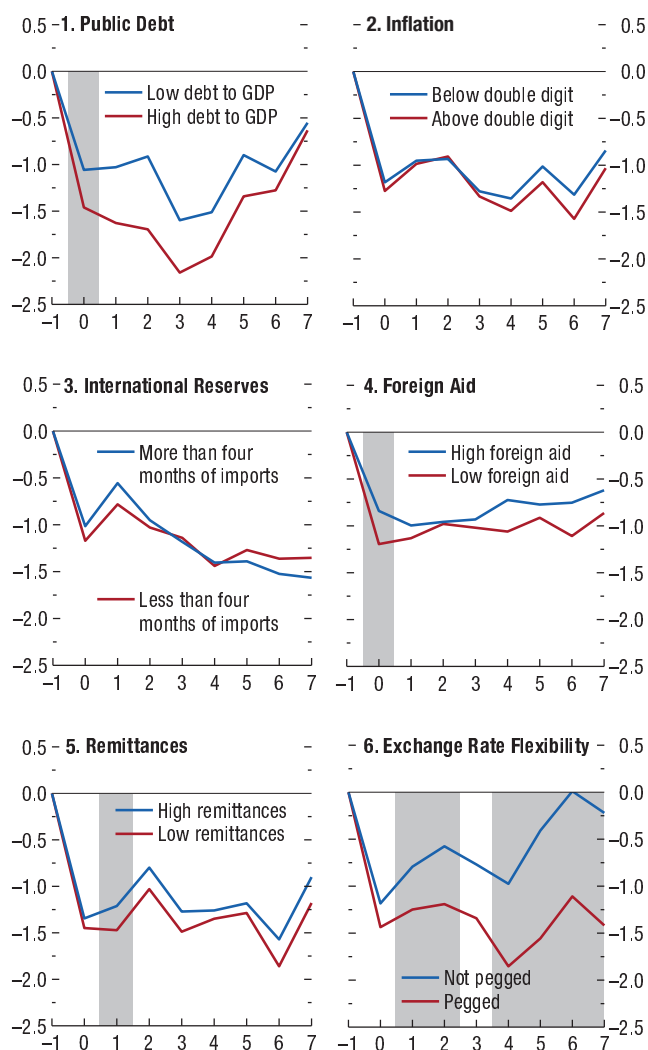 1. Public Debt
0.5
0.0
–0.5
–1.0
–1.5
–2.0
–2.5
Low debt to GDP
High debt to GDP
–1 0 1 2 3 4 5 6 7
2. Inflation
0.5
0.0
–0.5
–1.0
–1.5
–2.0
–2.5
Below double digit
Above double digit
–1 0 1 2 3 4 5 6 7
3. International Reserves
0.5
0.0
–0.5
–1.0
–1.5
–2.0
–2.5
More than four
months of imports
Less than four
months of imports
–1 0 1 2 3 4 5 6 7
4. Foreign Aid
0.5
0.0
–0.5
–1.0
–1.5
–2.0
–2.5
High foreign aid
Low foreign aid
–1 0 1 2 3 4 5 6 7
5. Remittances
0.5
0.0
–0.5
–1.0
–1.5
–2.0
–2.5
High remittances
Low remittances
–1 0 1 2 3 4 5 6 7
6. Exchange Rate Flexibility
0.5
0.0
–0.5
–1.0
–1.5
–2.0
–2.5
Not pegged
Pegged
–1 0 1 2 3 4 5 6 7